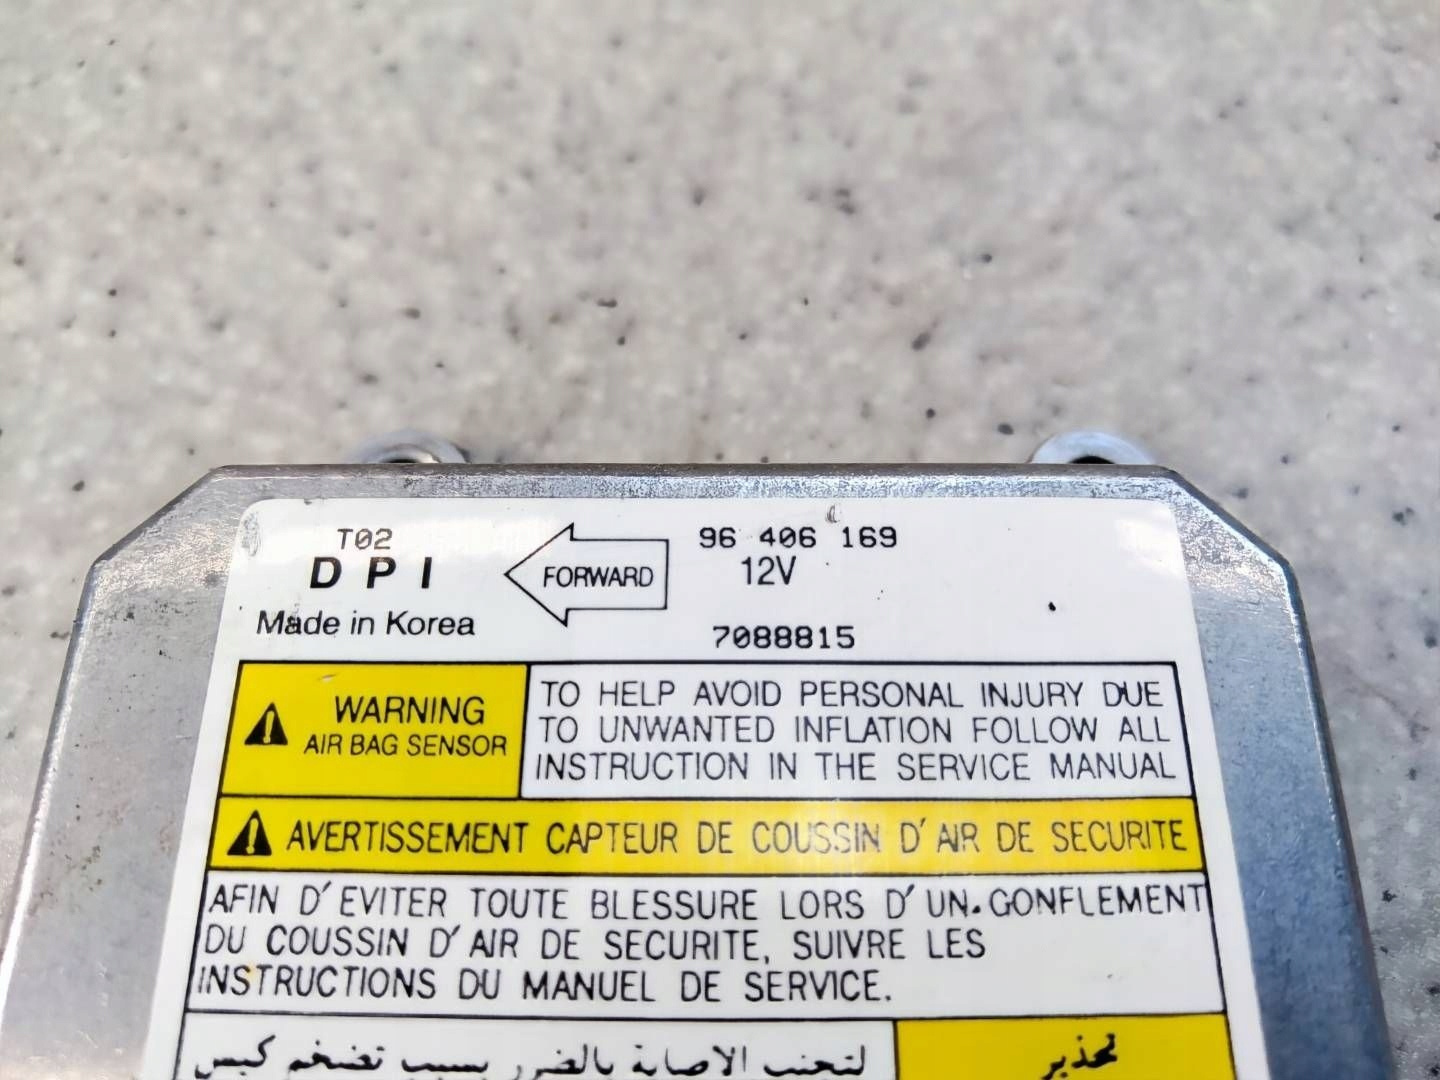 T02
DPI
Made in Korea
FORWARD
96 406 169
12V
7088815
WARNING
AIR BAG SENSOR
TO HELP AVOID PERSONAL INJURY DUE
TO UNWANTED INFLATION FOLLOW ALL
INSTRUCTION IN THE SERVICE MANUAL
AVERTISSEMENT CAPTEUR DE COUSSIN D'AIR DE SECURITE
AFIN D'EVITER TOUTE BLESSURE LORS D'UN GONFLEMENT
DU COUSSIN D'AIR DE SECURITE, SUIVRE LES
INSTRUCTIONS DU MANUEL DE SERVICE.
تحذير
لتجنب الاصابة بالضرر بسبب تضخم كيس